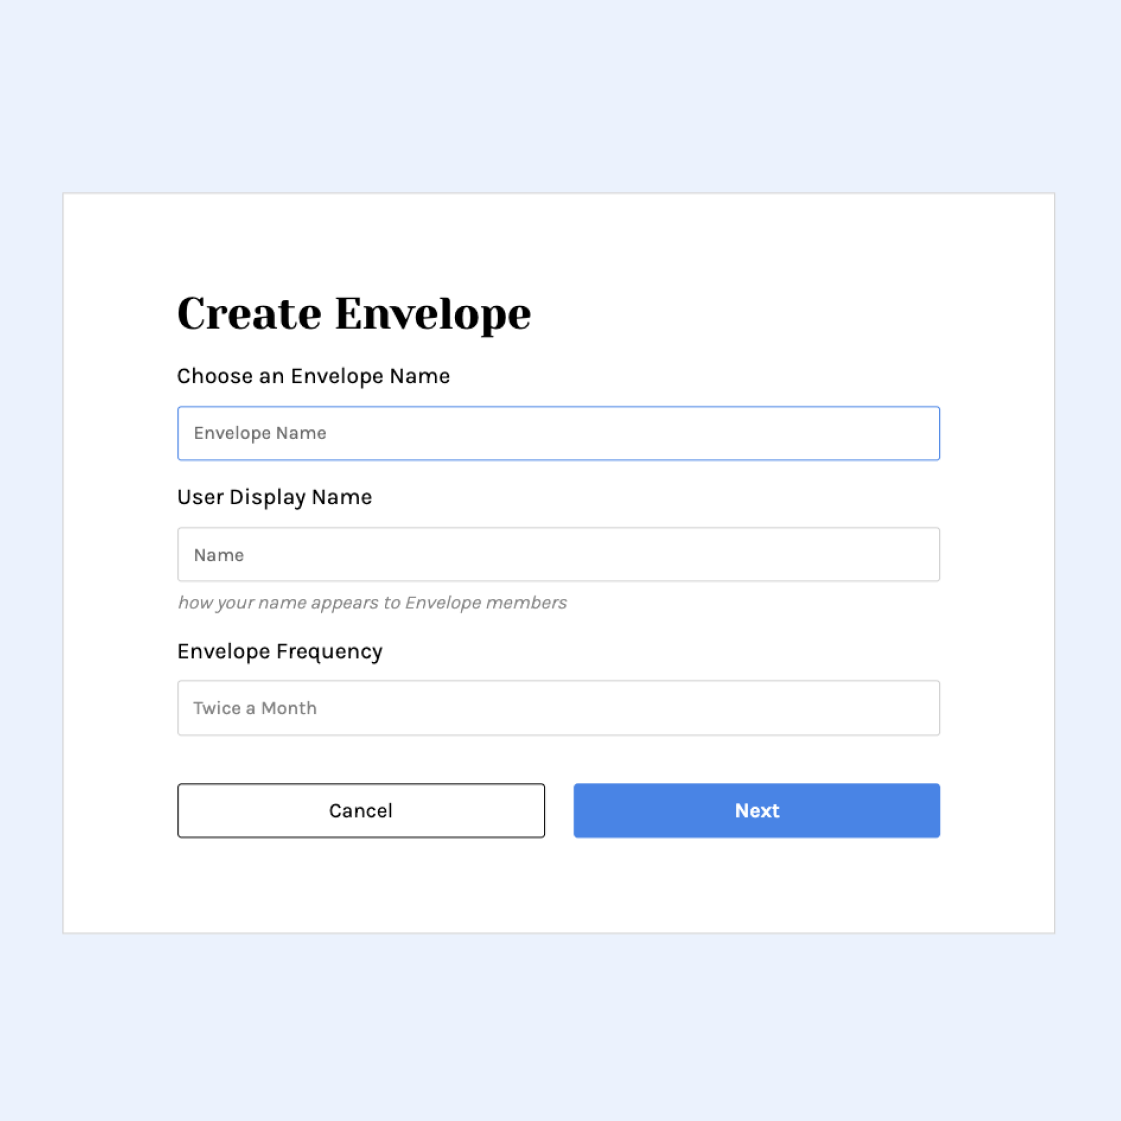 Create Envelope
Choose an Envelope Name
Envelope Name
User Display Name
Name
how your name appears to Envelope members
Envelope Frequency
Twice a Month
Cancel
Next